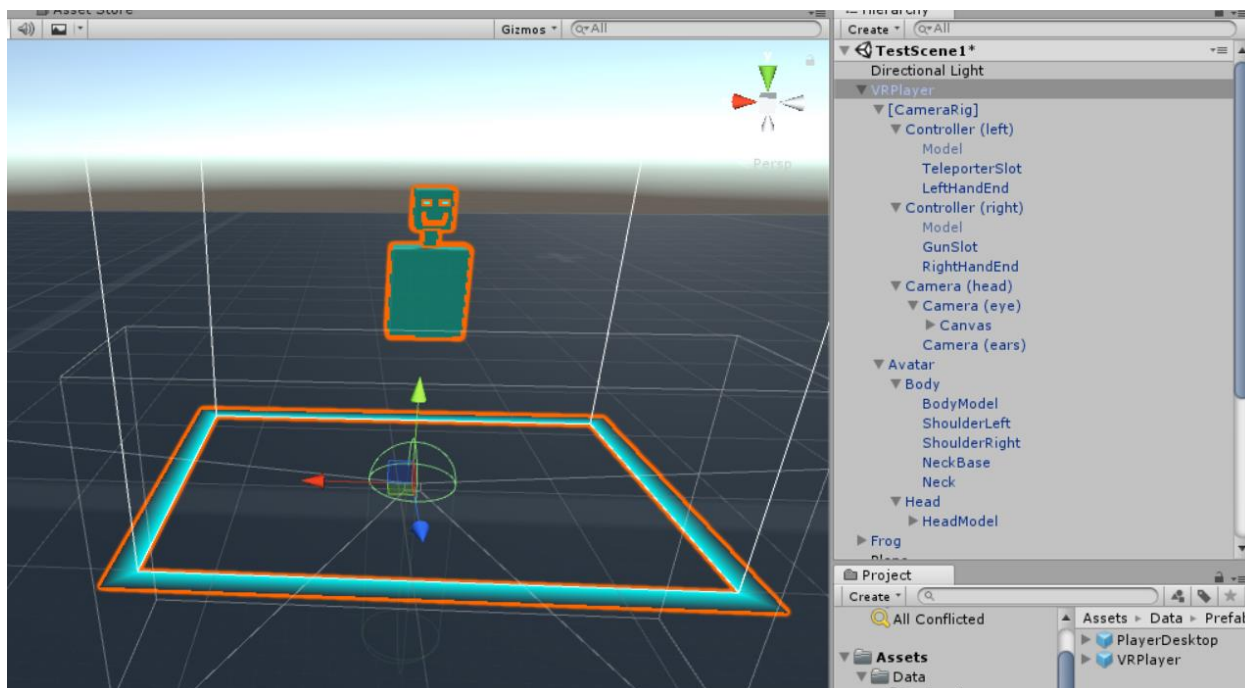 Asset Store
Gizmos
All
y
Persp
Hierarchy
Create
All
TestScene1*
Directional Light
VRPlayer
[CameraRig]
Controller (left)
Model
TeleporterSlot
LeftHandEnd
Controller (right)
Model
GunSlot
RightHandEnd
Camera (head)
Camera (eye)
Canvas
Camera (ears)
Avatar
Body
BodyModel
ShoulderLeft
ShoulderRight
NeckBase
Neck
Head
HeadModel
Frog
Plane
Project
Create
All Conflicted
Assets
Data
Assets Data Prefab
PlayerDesktop
VRPlayer